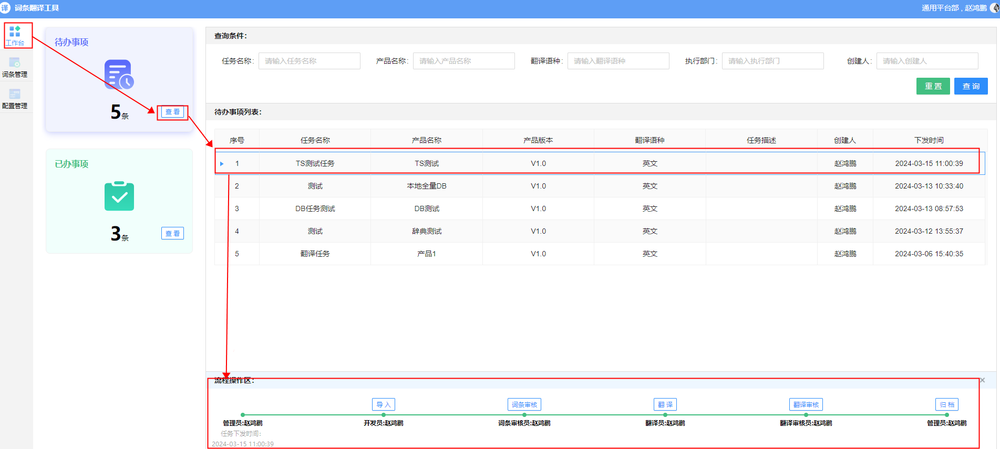 译 词条翻译工具
通用平台部 , 赵鸿鹏
工作台
词条管理
配置管理
待办事项
5条
查 看
已办事项
3条
查 看
查询条件：
任务名称： 请输入任务名称 产品名称： 请输入产品名称 翻译语种： 请输入翻译语种 执行部门： 请输入执行部门 创建人： 请输入创建人
重 置 查 询
待办事项列表：
序号 任务名称 产品名称 产品版本 翻译语种 任务描述 创建人 下发时间
1 TS测试任务 TS测试 V1.0 英文 赵鸿鹏 2024-03-15 11:00:39
2 测试 本地全量DB V1.0 英文 赵鸿鹏 2024-03-13 10:33:40
3 DB任务测试 DB测试 V1.0 英文 赵鸿鹏 2024-03-13 08:57:53
4 测试 辞典测试 V1.0 英文 赵鸿鹏 2024-03-12 13:55:37
5 翻译任务 产品1 V1.0 英文 赵鸿鹏 2024-03-06 15:40:35
流程操作区：
导 入 词条审核 翻 译 翻译审核 归 档
管理员:赵鸿鹏 开发员:赵鸿鹏 词条审核员:赵鸿鹏 翻译员:赵鸿鹏 翻译审核员:赵鸿鹏 管理员:赵鸿鹏
任务下发时间：
2024-03-15 11:00:39